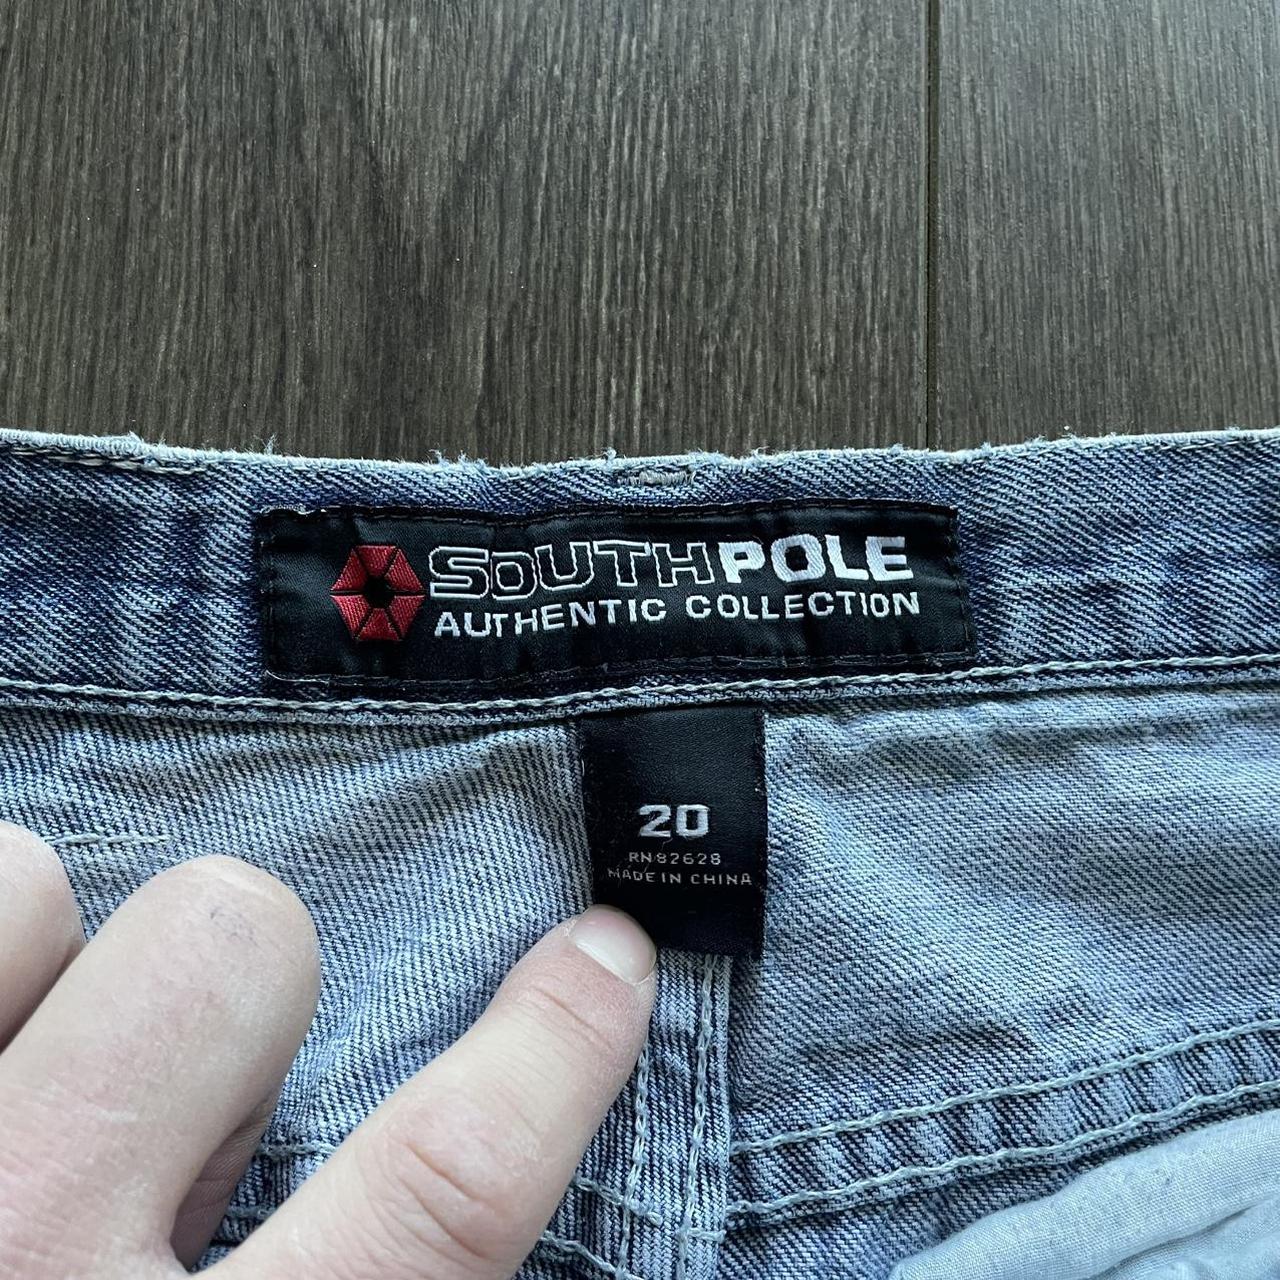 SOUTHPOLE
AUTHENTIC COLLECTION
20
RN82628
MADE IN CHINA